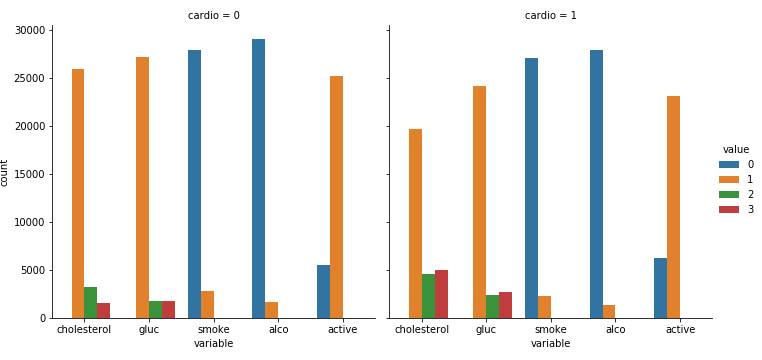 cardio = 0
cardio = 1
30000
25000
20000
15000
10000
5000
0
count
cholesterol gluc smoke alco active
variable
cholesterol gluc smoke alco active
variable
value
0
1
2
3